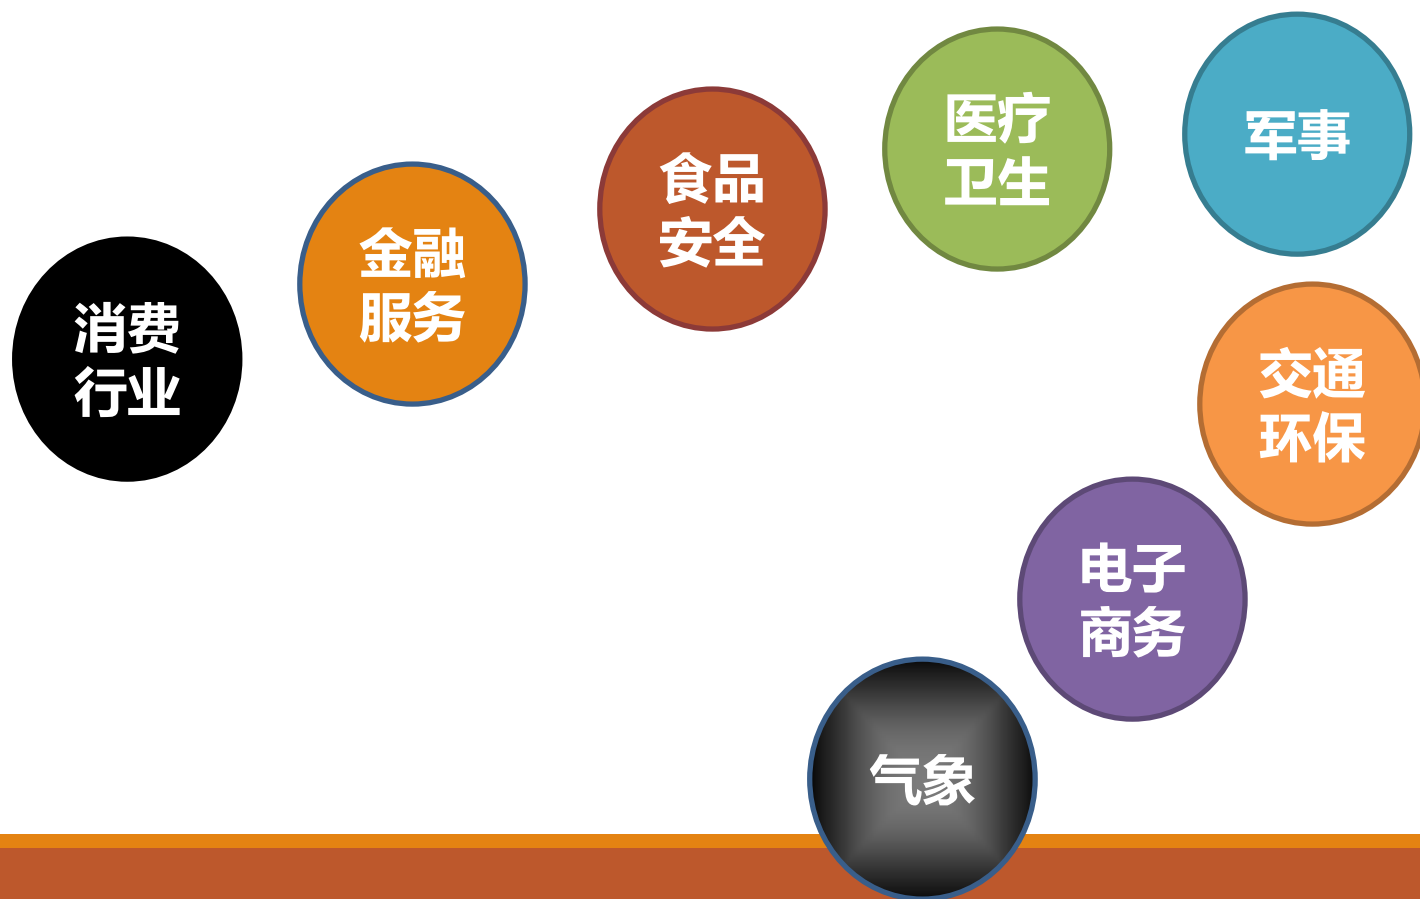 消费
行业
金融
服务
食品
安全
医疗
卫生
军事
交通
环保
电子
商务
气象